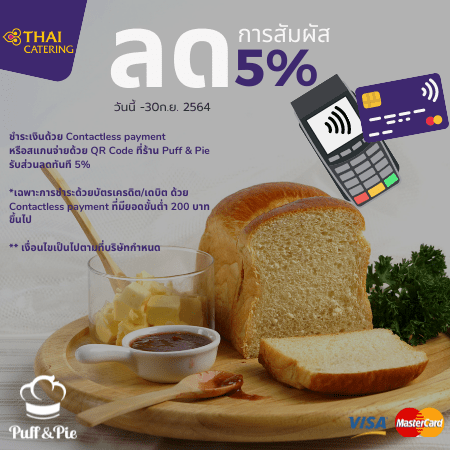 THAI
CATERING
ลด การสัมผัส
5%
วันนี้ -30ก.ย. 2564
ชำระเงินด้วย Contactless payment
หรือสแกนจ่ายด้วย QR Code ที่ร้าน Puff & Pie
รับส่วนลดทันที 5%
*เฉพาะการชำระด้วยบัตรเครดิต/เดบิต ด้วย
Contactless payment ที่มียอดขั้นต่ำ 200 บาท
ขึ้นไป
** เงื่อนไขเป็นไปตามที่บริษัทกำหนด
Puff & Pie
VISA MasterCard